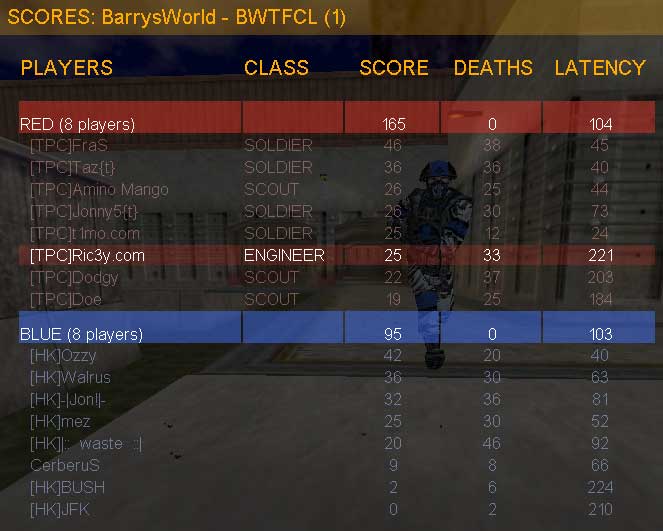 SCORES: BarrysWorld - BWTFCL (1)
PLAYERS CLASS SCORE DEATHS LATENCY
RED (8 players) 165 0 104
[TPC]FraS SOLDIER 46 38 45
[TPC]Taz{t} SOLDIER 36 36 40
[TPC]Amino Mango SCOUT 26 25 44
[TPC]Jonny5{t} SOLDIER 26 30 73
[TPC]t1mo.com SOLDIER 25 12 24
[TPC]Ric3y.com ENGINEER 25 33 221
[TPC]Dodgy SCOUT 22 37 203
[TPC]Doe SCOUT 19 25 184
BLUE (8 players) 95 0 103
[HK]Ozzy 42 20 40
[HK]Walrus 36 30 63
[HK]-|Jon!|- 32 36 81
[HK]mez 25 30 52
[HK]|:: waste ::| 20 46 92
CerberuS 9 8 66
[HK]BUSH 2 6 224
[HK]JFK 0 2 210